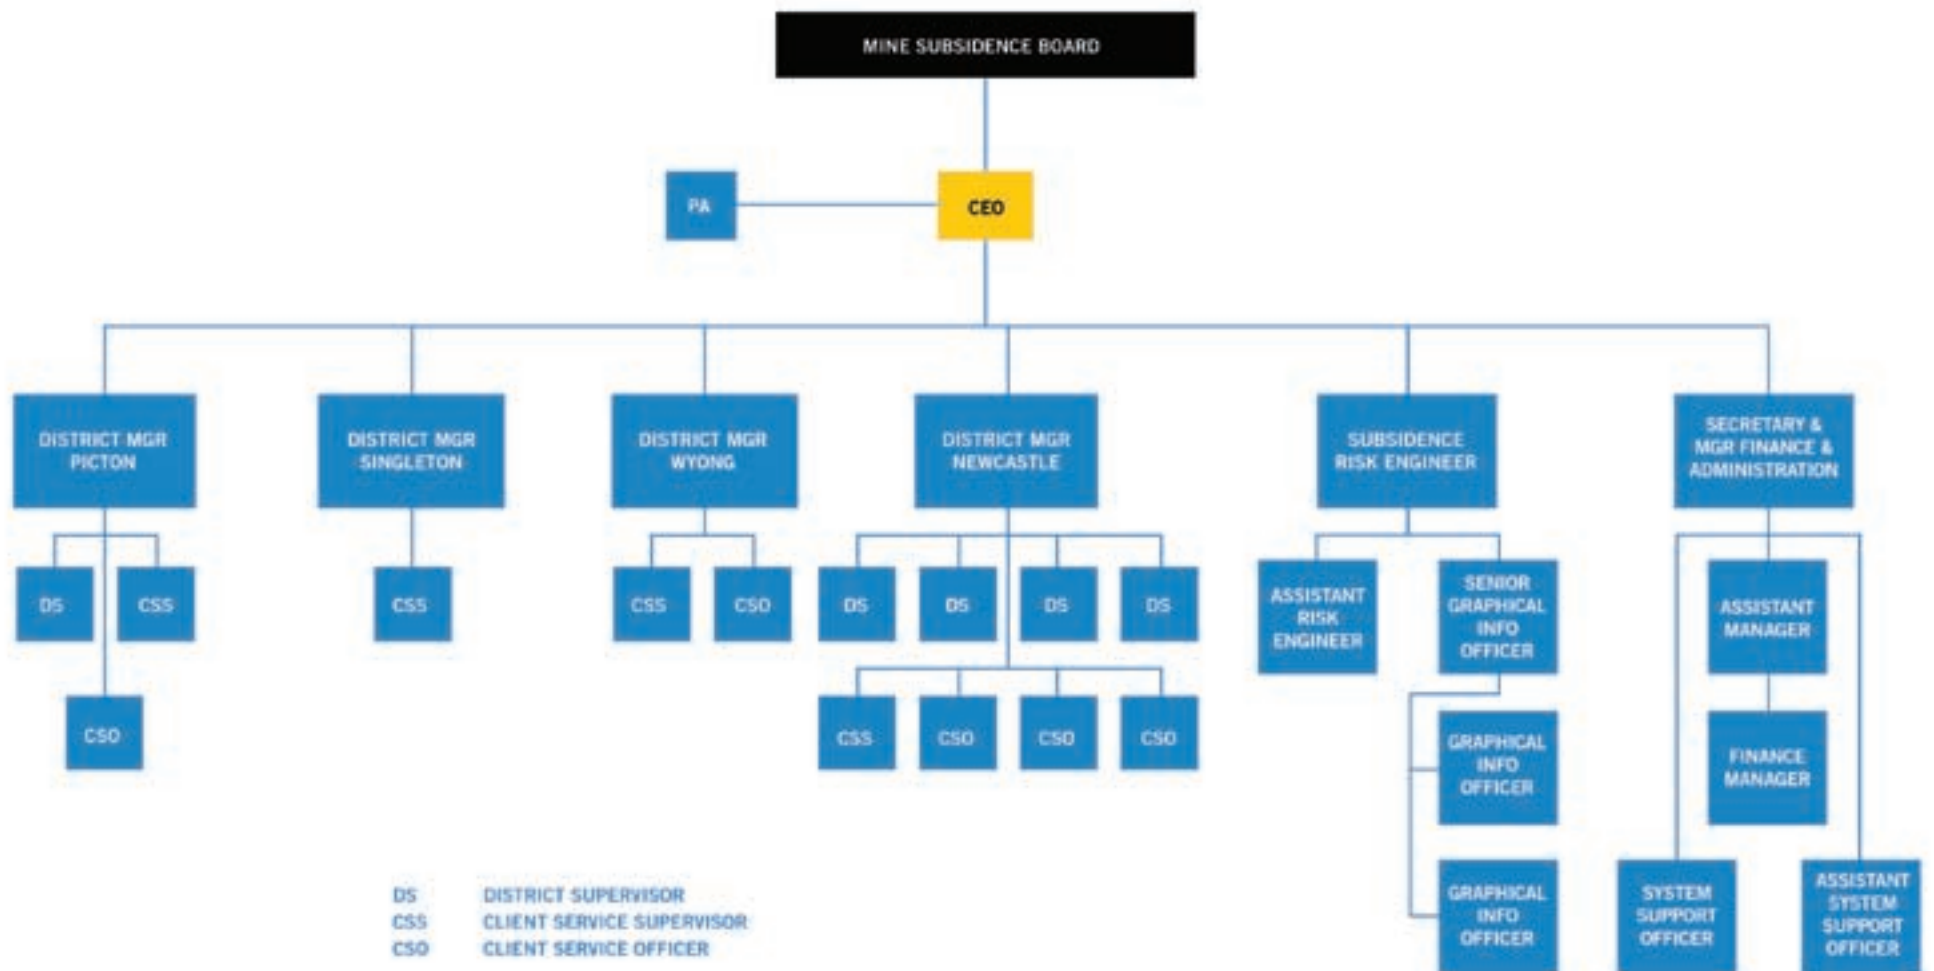 MINE SUBSIDENCE BOARD
PA
CEO
DISTRICT MGR
PICTON
DISTRICT MGR
SINGLETON
DISTRICT MGR
WYONG
DISTRICT MGR
NEWCASTLE
SUBSIDENCE
RISK ENGINEER
SECRETARY &
MGR FINANCE &
ADMINISTRATION
DS
CSS
CSO
CSS
CSS
CSO
DS
DS
DS
DS
CSS
CSO
CSO
CSO
ASSISTANT
RISK
ENGINEER
SENIOR
GRAPHICAL
INFO
OFFICER
GRAPHICAL
INFO
OFFICER
GRAPHICAL
INFO
OFFICER
ASSISTANT
MANAGER
FINANCE
MANAGER
SYSTEM
SUPPORT
OFFICER
ASSISTANT
SYSTEM
SUPPORT
OFFICER
DS DISTRICT SUPERVISOR
CSS CLIENT SERVICE SUPERVISOR
CSO CLIENT SERVICE OFFICER